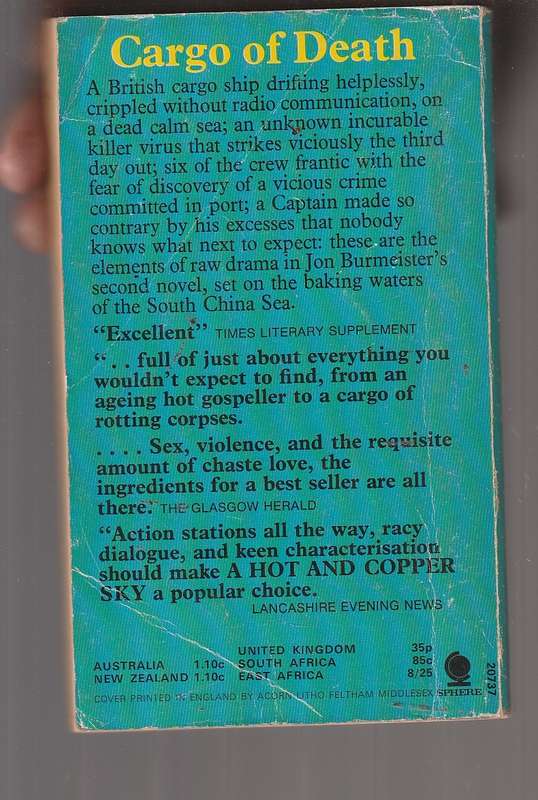 Cargo of Death
A British cargo ship drifting helplessly,
crippled without radio communication, on
a dead calm sea; an unknown incurable
killer virus that strikes viciously the third
day out; six of the crew frantic with the
fear of discovery of a vicious crime
committed in port; a Captain made so
contrary by his excesses that nobody
knows what next to expect: these are the
elements of raw drama in Jon Burmeister's
second novel, set on the baking waters
of the South China Sea.
“Excellent” TIMES LITERARY SUPPLEMENT
“. . full of just about everything you
wouldn't expect to find, from an
ageing hot gospeller to a cargo of
rotting corpses.
. . . . Sex, violence, and the requisite
amount of chaste love, the
ingredients for a best seller are all
there.” THE GLASGOW HERALD
“Action stations all the way, racy
dialogue, and keen characterisation
should make A HOT AND COPPER
SKY a popular choice.
LANCASHIRE EVENING NEWS
UNITED KINGDOM 35p
AUSTRALIA 1.10c SOUTH AFRICA 85c
NEW ZEALAND 1.10c EAST AFRICA 8/25
COVER PRINTED IN ENGLAND BY ACORN LITHO FELTHAM MIDDLESEX
SPHERE
20737